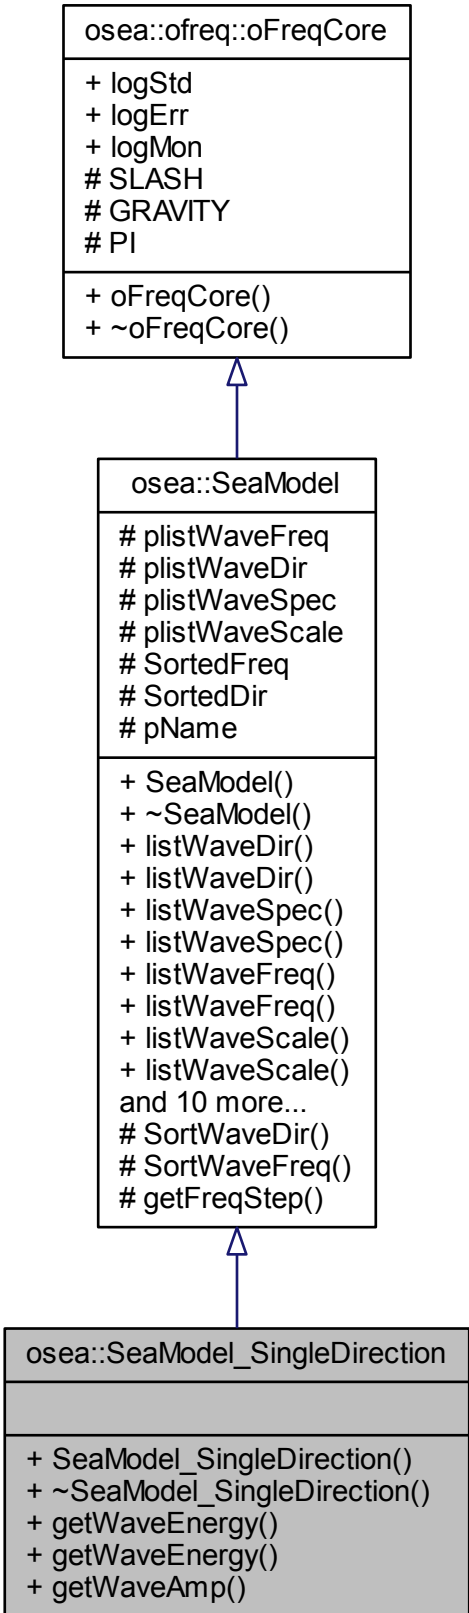 osea::ofreq::oFreqCore
+ logStd
+ logErr
+ logMon
# SLASH
# GRAVITY
# PI
+ oFreqCore()
+ ~oFreqCore()
osea::SeaModel
# plistWaveFreq
# plistWaveDir
# plistWaveSpec
# plistWaveScale
# SortedFreq
# SortedDir
# pName
+ SeaModel()
+ ~SeaModel()
+ listWaveDir()
+ listWaveDir()
+ listWaveSpec()
+ listWaveSpec()
+ listWaveFreq()
+ listWaveFreq()
+ listWaveScale()
+ listWaveScale()
and 10 more...
# SortWaveDir()
# SortWaveFreq()
# getFreqStep()
osea::SeaModel_SingleDirection
+ SeaModel_SingleDirection()
+ ~SeaModel_SingleDirection()
+ getWaveEnergy()
+ getWaveEnergy()
+ getWaveAmp()